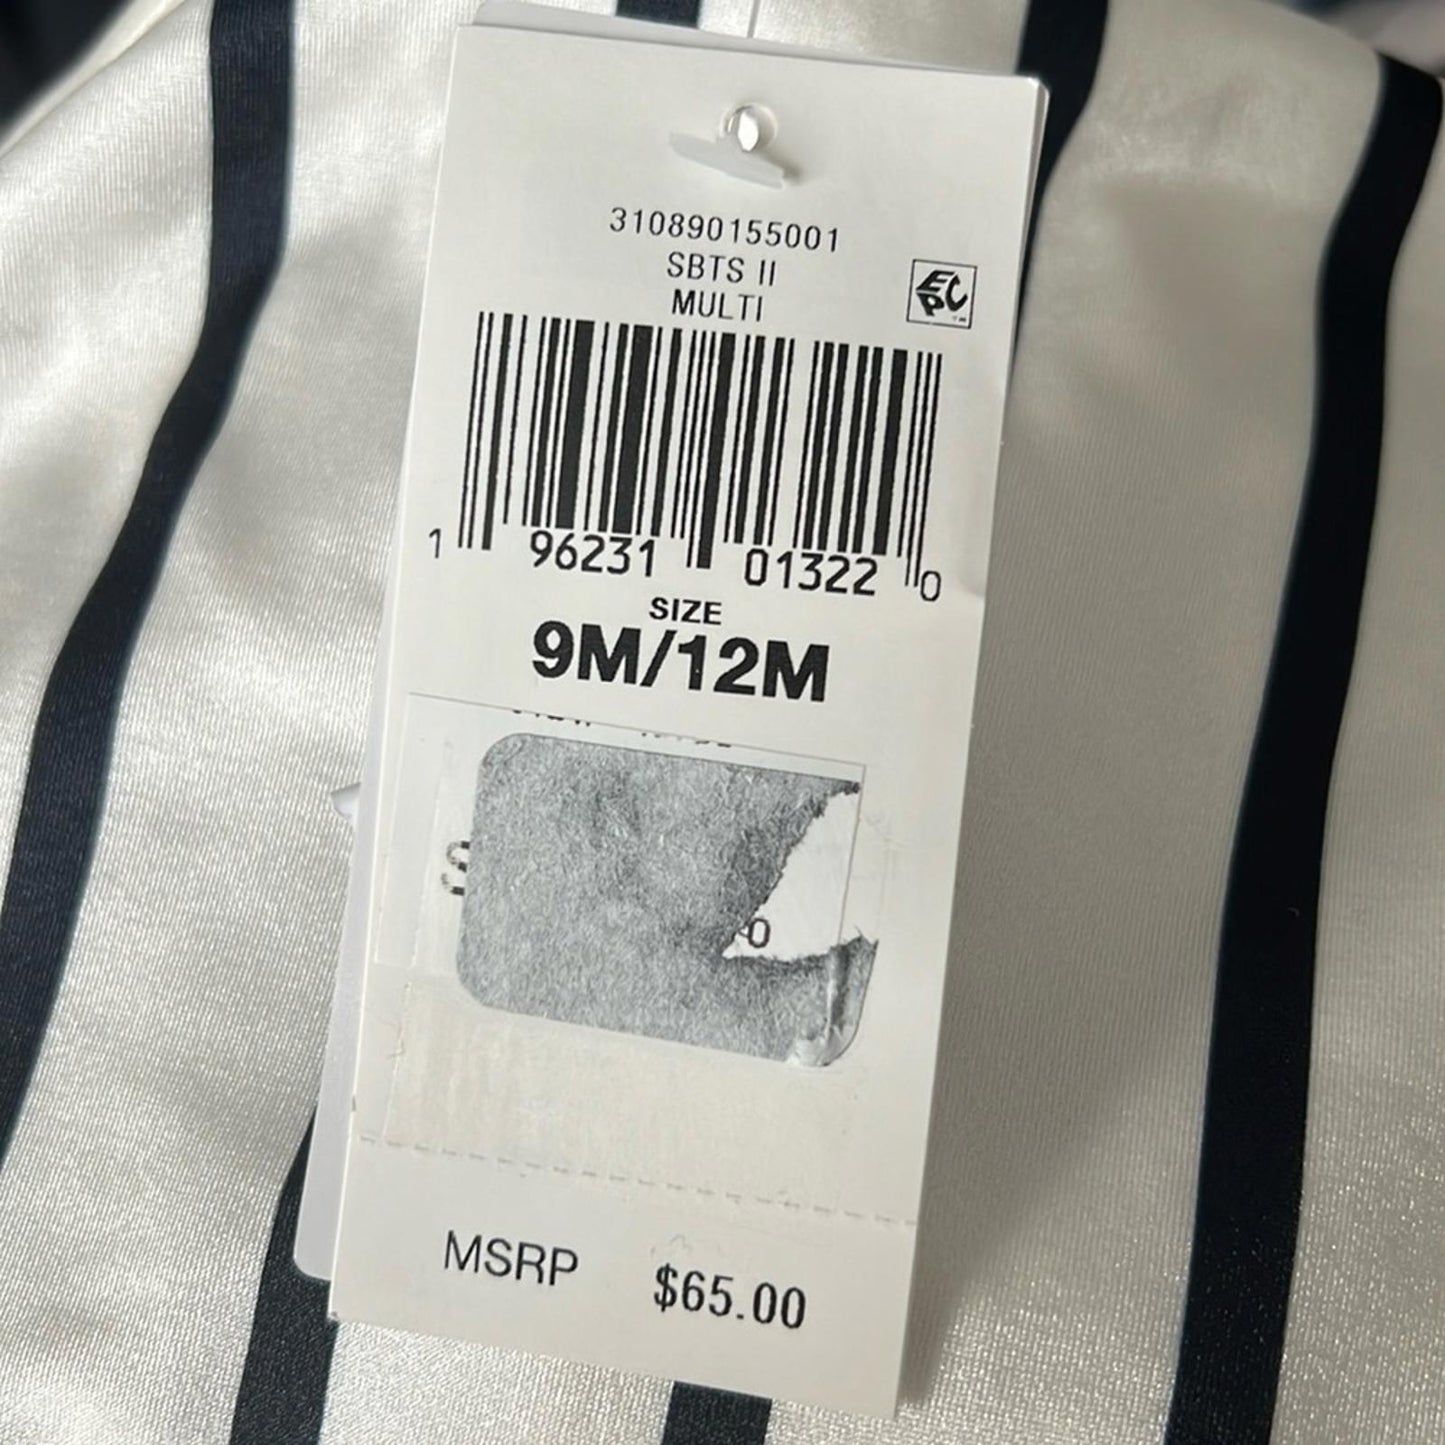 310890155001
SBTS II
MULTI
EPC
1 96231 01322 0
SIZE
9M/12M
MSRP $65.00